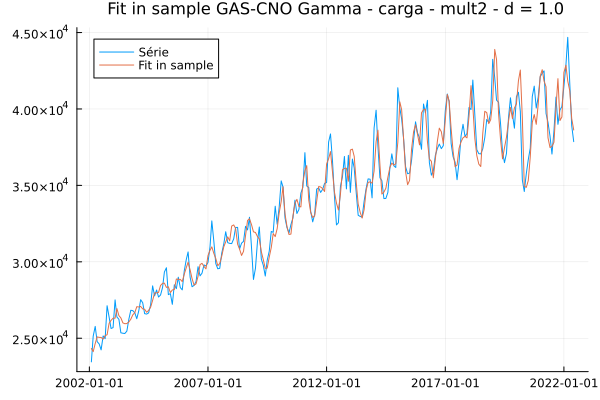 Fit in sample GAS-CNO Gamma - carga - mult2 - d = 1.0
4.50×10⁴
4.00×10⁴
3.50×10⁴
3.00×10⁴
2.50×10⁴
Série
Fit in sample
2002-01-01 2007-01-01 2012-01-01 2017-01-01 2022-01-01